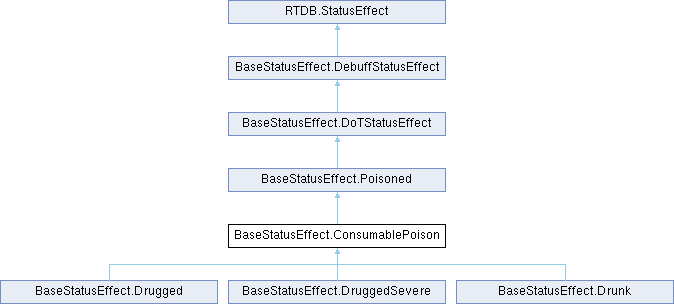 RTDB.StatusEffect
BaseStatusEffect.DebuffStatusEffect
BaseStatusEffect.DoTStatusEffect
BaseStatusEffect.Poisoned
BaseStatusEffect.ConsumablePoison
BaseStatusEffect.Drugged
BaseStatusEffect.DruggedSevere
BaseStatusEffect.Drunk